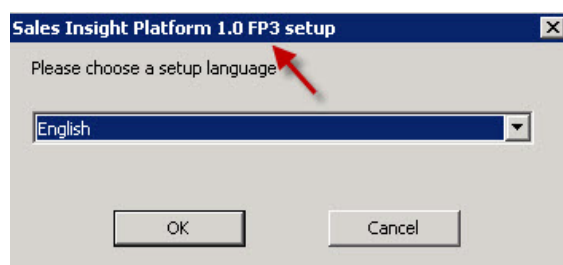 Sales Insight Platform 1.0 FP3 setup
Please choose a setup language
English
OK
Cancel